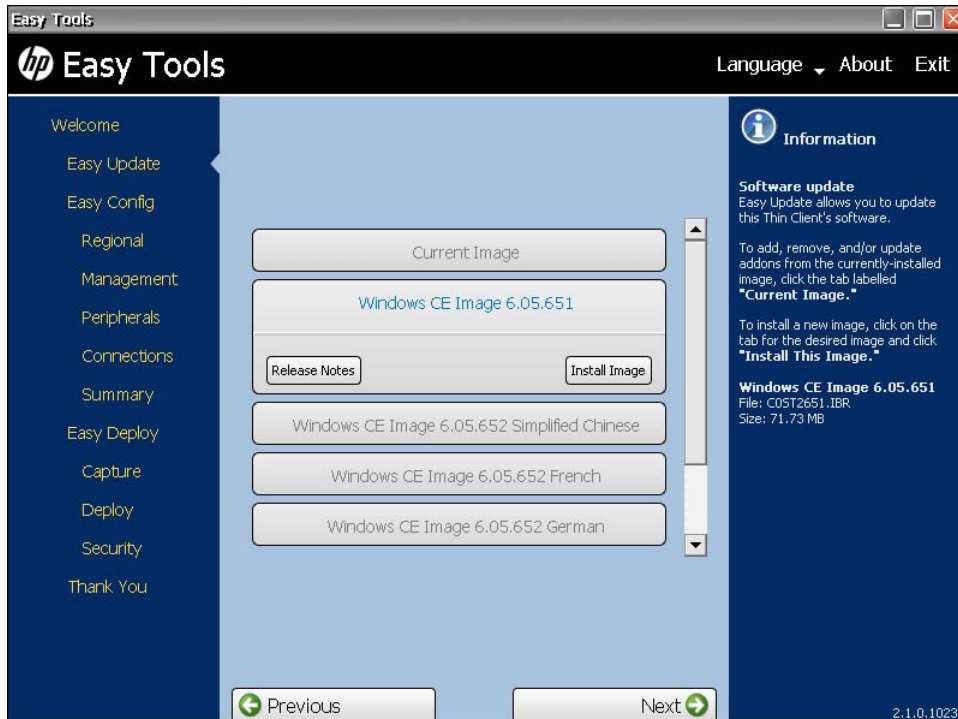 Easy Tools
hp Easy Tools
Language About Exit
Welcome
Easy Update
Easy Config
Regional
Management
Peripherals
Connections
Summary
Easy Deploy
Capture
Deploy
Security
Thank You
Current Image
Windows CE Image 6.05.651
Release Notes
Install Image
Windows CE Image 6.05.652 Simplified Chinese
Windows CE Image 6.05.652 French
Windows CE Image 6.05.652 German
Previous
Next
Information
Software update
Easy Update allows you to update
this Thin Client's software.
To add, remove, and/or update
addons from the currently-installed
image, click the tab labelled
"Current Image."
To install a new image, click on the
tab for the desired image and click
"Install This Image."
Windows CE Image 6.05.651
File: C0ST2651.IBR
Size: 71.73 MB
2.1.0.1023